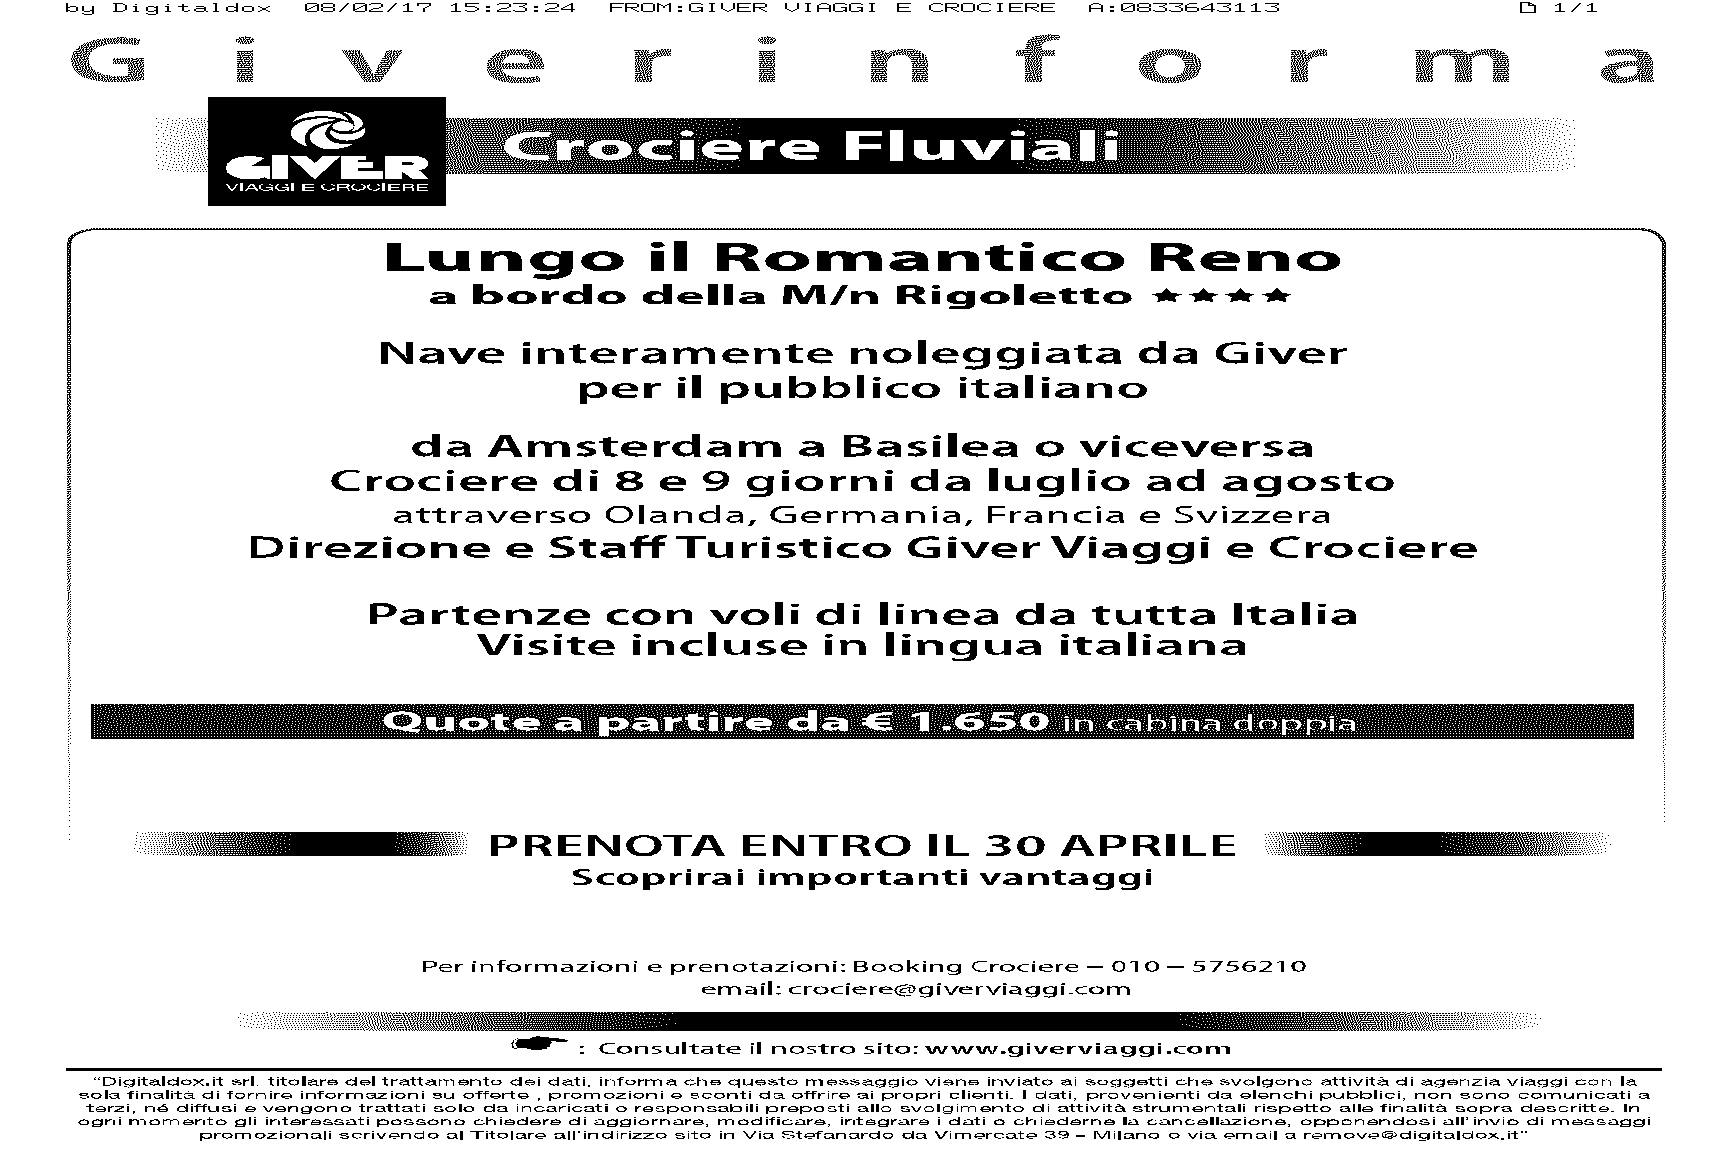 by Digitaldox 08/02/17 15:23:24 FROM:GIVER VIAGGI E CROCIERE A:0833643113 1/1
Giverinforma
GIVER
VIAGGI E CROCIERE
Crociere Fluviali
Lungo il Romantico Reno
a bordo della M/n Rigoletto ★★★★
Nave interamente noleggiata da Giver
per il pubblico italiano
da Amsterdam a Basilea o viceversa
Crociere di 8 e 9 giorni da luglio ad agosto
attraverso Olanda, Germania, Francia e Svizzera
Direzione e Staff Turistico Giver Viaggi e Crociere
Partenze con voli di linea da tutta Italia
Visite incluse in lingua italiana
Quote a partire da € 1.650 in cabina doppia
PRENOTA ENTRO IL 30 APRILE
Scoprirai importanti vantaggi
Per informazioni e prenotazioni: Booking Crociere – 010 – 5756210
email: crociere@giverviaggi.com
☛ : Consultate il nostro sito: www.giverviaggi.com
“Digitaldox.it srl. titolare del trattamento dei dati, informa che questo messaggio viene inviato ai soggetti che svolgono attività di agenzia viaggi con la
sola finalità di fornire informazioni su offerte , promozioni e sconti da offrire ai propri clienti. I dati, provenienti da elenchi pubblici, non sono comunicati a
terzi, né diffusi e vengono trattati solo da incaricati o responsabili preposti allo svolgimento di attività strumentali rispetto alle finalità sopra descritte. In
ogni momento gli interessati possono chiedere di aggiornare, modificare, integrare i dati o chiederne la cancellazione, opponendosi all'invio di messaggi
promozionali scrivendo al Titolare all'indirizzo sito in Via Stefanardo da Vimercate 39 – Milano o via email a remove@digitaldox.it”